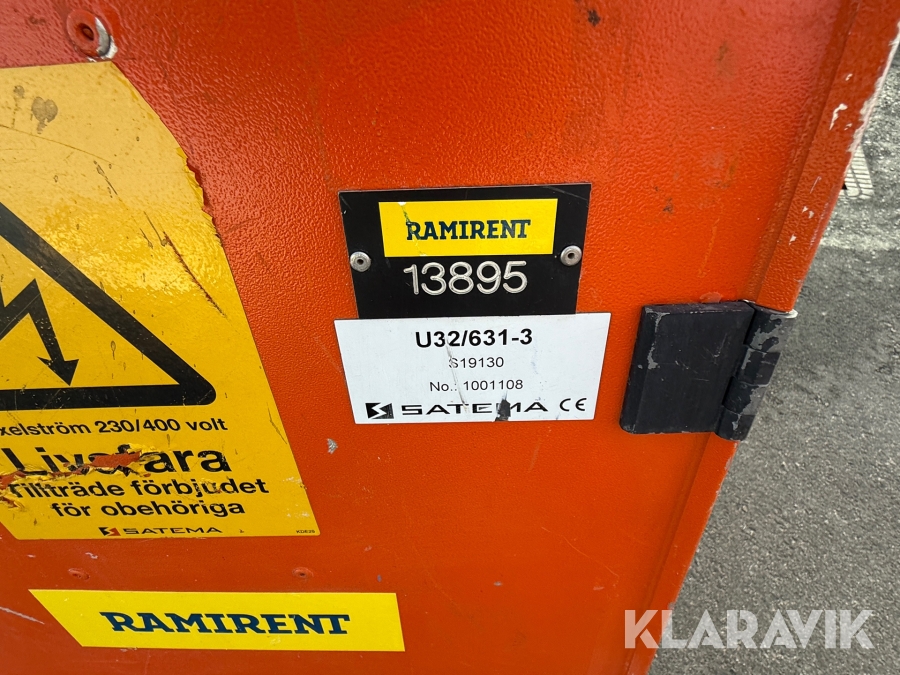 RAMIRENT
13895
U32/631-3
S19130
No.: 1001108
SATEMA CE
xelström 230/400 volt
Livsfara
Tillträde förbjudet
för obehöriga
SATEMA
RAMIRENT
KLARAVIK